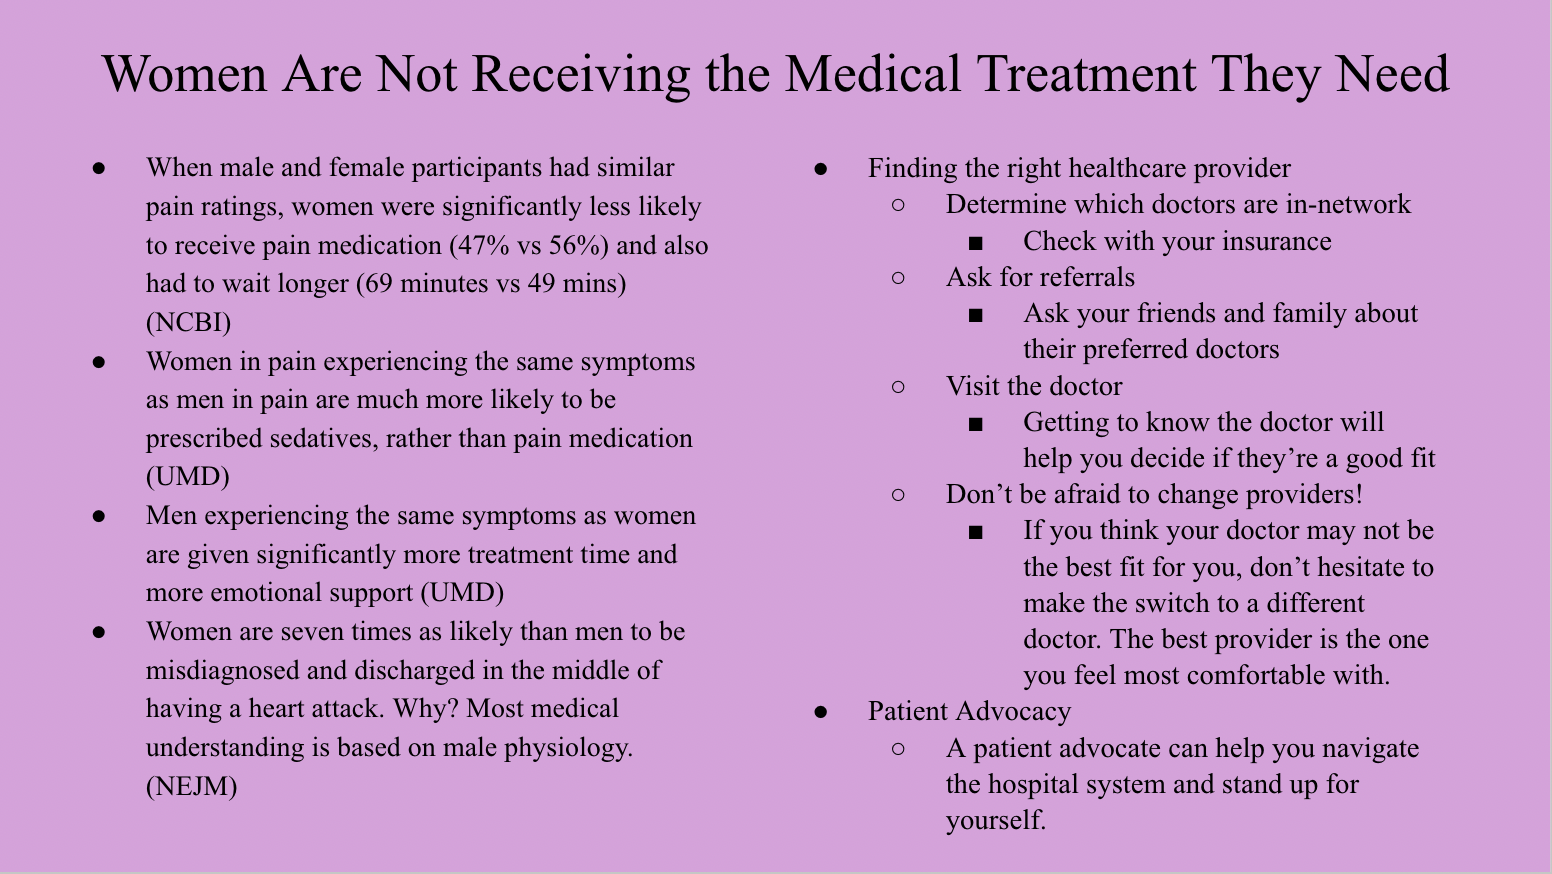 Women Are Not Receiving the Medical Treatment They Need
● When male and female participants had similar
pain ratings, women were significantly less likely
to receive pain medication (47% vs 56%) and also
had to wait longer (69 minutes vs 49 mins)
(NCBI)
● Women in pain experiencing the same symptoms
as men in pain are much more likely to be
prescribed sedatives, rather than pain medication
(UMD)
● Men experiencing the same symptoms as women
are given significantly more treatment time and
more emotional support (UMD)
● Women are seven times as likely than men to be
misdiagnosed and discharged in the middle of
having a heart attack. Why? Most medical
understanding is based on male physiology.
(NEJM)
● Finding the right healthcare provider
○ Determine which doctors are in-network
■ Check with your insurance
○ Ask for referrals
■ Ask your friends and family about
their preferred doctors
○ Visit the doctor
■ Getting to know the doctor will
help you decide if they’re a good fit
○ Don’t be afraid to change providers!
■ If you think your doctor may not be
the best fit for you, don’t hesitate to
make the switch to a different
doctor. The best provider is the one
you feel most comfortable with.
● Patient Advocacy
○ A patient advocate can help you navigate
the hospital system and stand up for
yourself.